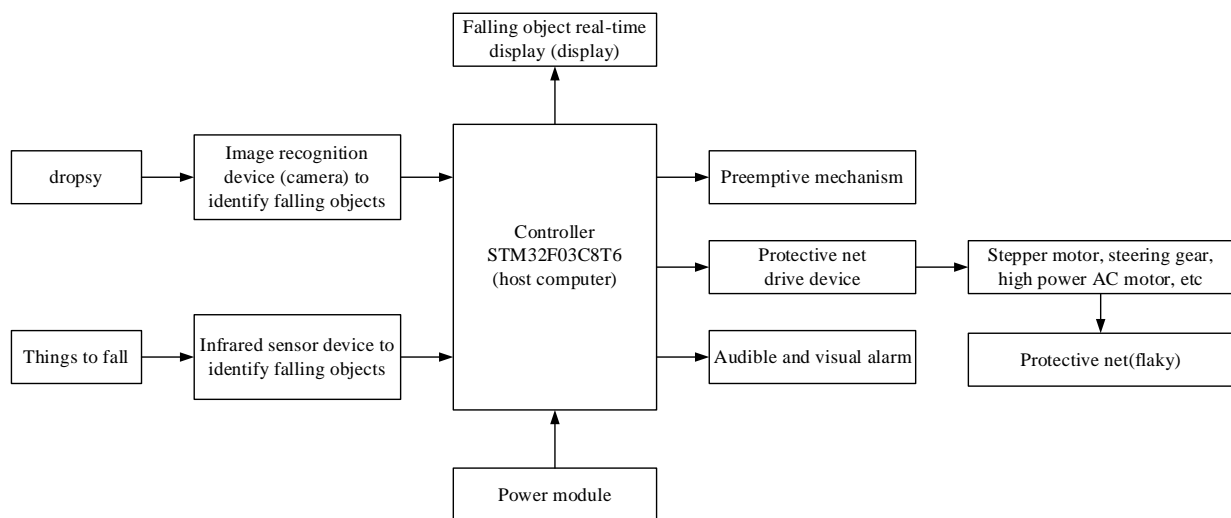 Falling object real-time
display (display)
dropsy
Image recognition
device (camera) to
identify falling objects
Controller
STM32F03C8T6
(host computer)
Preemptive mechanism
Protective net
drive device
Stepper motor, steering gear,
high power AC motor, etc
Things to fall
Infrared sensor device to
identify falling objects
Audible and visual alarm
Protective net(flaky)
Power module